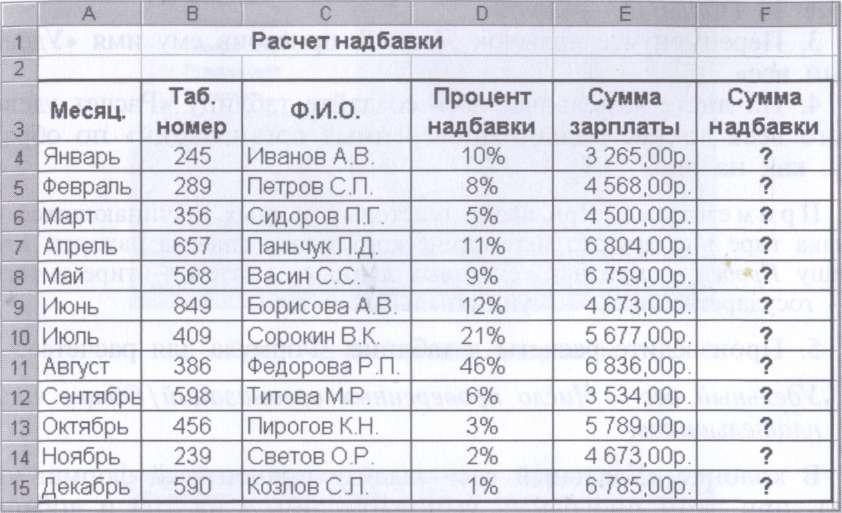 A B C D E F
1 Расчет надбавки
2
3 Месяц. Таб номер Ф.И.О. Процент надбавки Сумма зарплаты Сумма надбавки
4 Январь 245 Иванов А.В. 10% 3 265,00р. ?
5 Февраль 289 Петров С.П. 8% 4 568,00р. ?
6 Март 356 Сидоров П.Г. 5% 4 500,00р. ?
7 Апрель 657 Паньчук Л.Д. 11% 6 804,00р. ?
8 Май 568 Васин С.С. 9% 6 759,00р. ?
9 Июнь 849 Борисова А.В. 12% 4 673,00р. ?
10 Июль 409 Сорокин В.К. 21% 5 677,00р. ?
11 Август 386 Федорова Р.П. 46% 6 836,00р. ?
12 Сентябрь 598 Титова М.Р. 6% 3 534,00р. ?
13 Октябрь 456 Пирогов К.Н. 3% 5 789,00р. ?
14 Ноябрь 239 Светов О.Р. 2% 4 673,00р. ?
15 Декабрь 590 Козлов С.Л. 1% 6 785,00р. ?